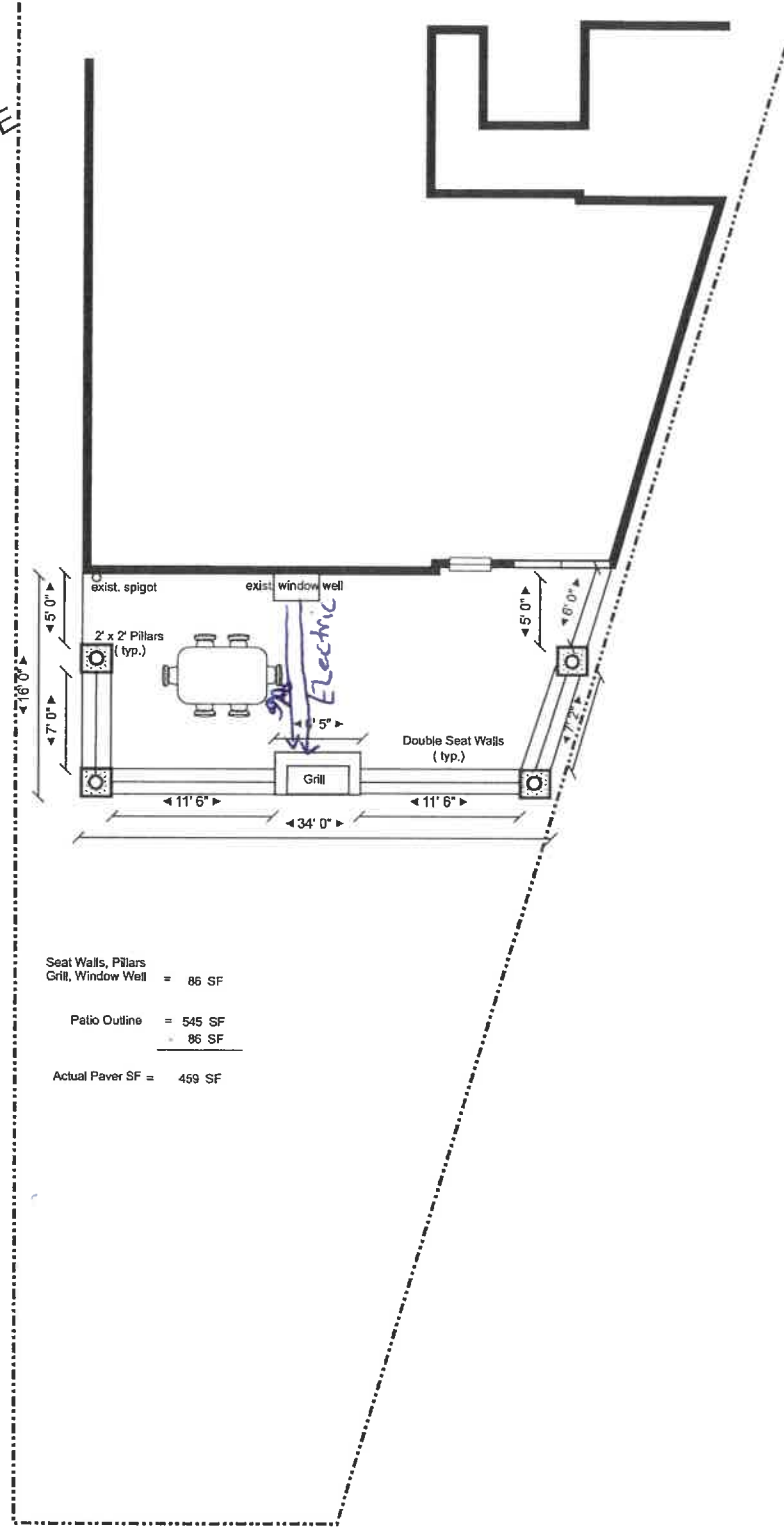 E
exist. spigot
exist. window well
5' 0"
5' 0"
6' 0"
2' x 2' Pillars
( typ.)
Electric
16' 0"
7' 0"
7' 2"
Double Seat Walls
( typ.)
Grill
11' 6"
11' 6"
34' 0"
Seat Walls, Pillars
Grill, Window Well = 86 SF
Patio Outline = 545 SF
- 86 SF
Actual Paver SF = 459 SF